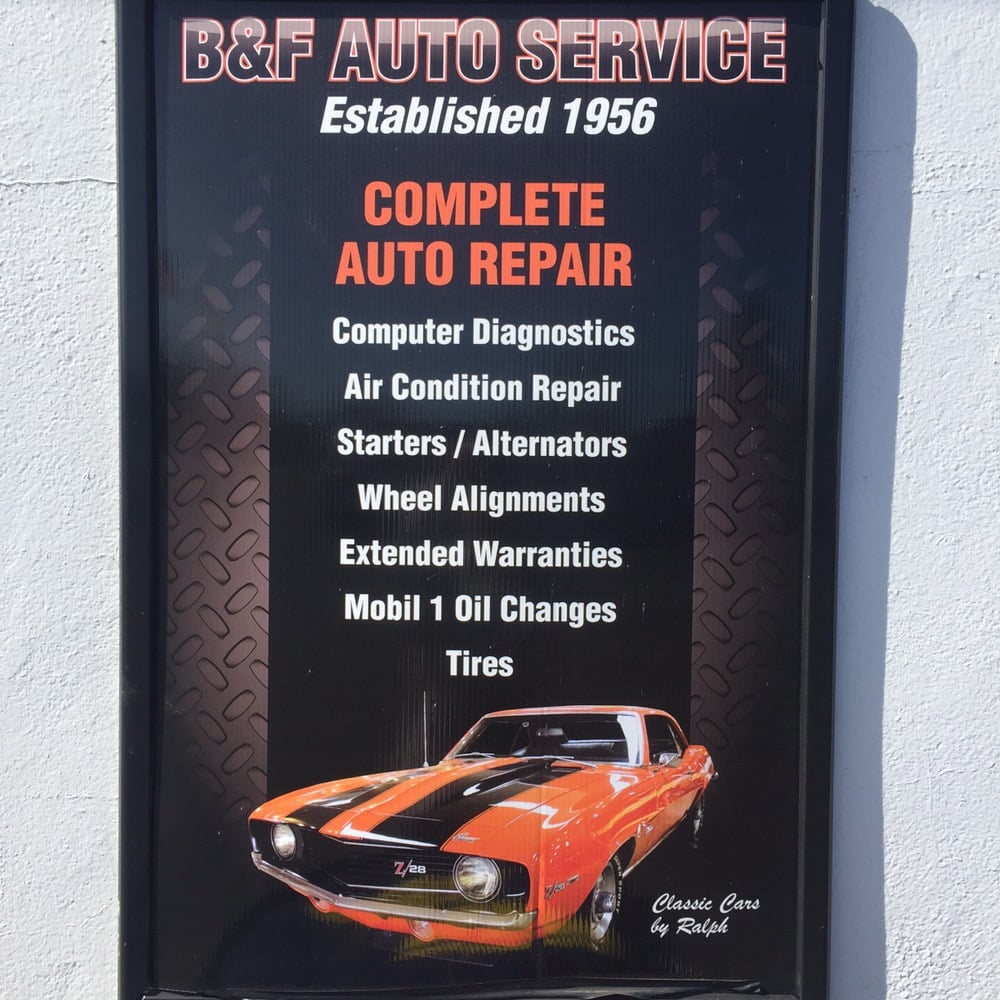 B&F AUTO SERVICE
Established 1956
COMPLETE
AUTO REPAIR
Computer Diagnostics
Air Condition Repair
Starters / Alternators
Wheel Alignments
Extended Warranties
Mobil 1 Oil Changes
Tires
Z/28
Classic Cars
by Ralph